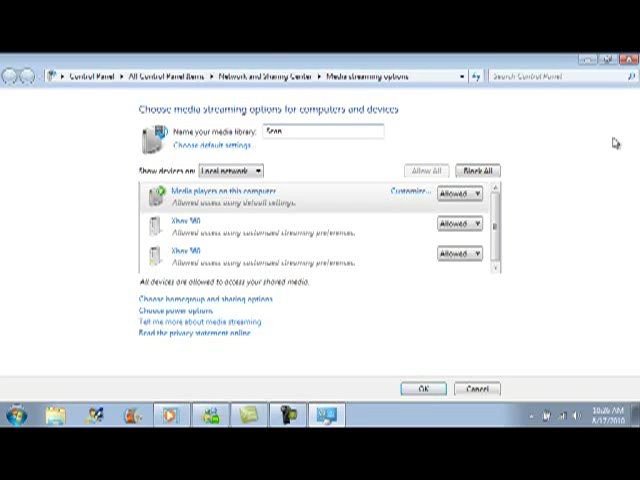 Control Panel ▸ All Control Panel Items ▸ Network and Sharing Center ▸ Media streaming options
Search Control Panel
Choose media streaming options for computers and devices
Name your media library: Sean
Choose default settings...
Show devices on: Local network
Allow All
Block All
Media players on this computer
Customize...
Allowed
Allowed access using default settings.
Xbox 360
Allowed
Allowed access using customized streaming preferences.
Xbox 360
Allowed
Allowed access using customized streaming preferences.
All devices are allowed to access your shared media.
Choose homegroup and sharing options
Choose power options
Tell me more about media streaming
Read the privacy statement online
OK
Cancel
10:26 AM
8/17/2010